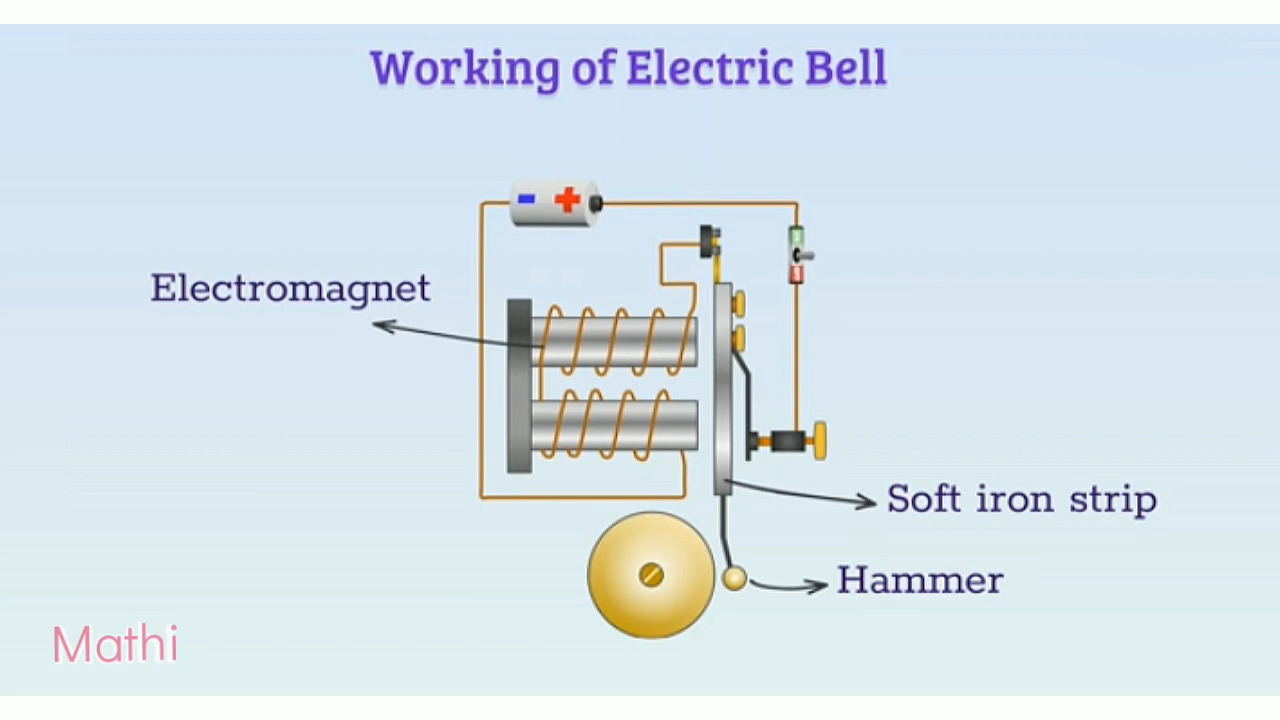 Working of Electric Bell
Electromagnet
Soft iron strip
Hammer
Mathi